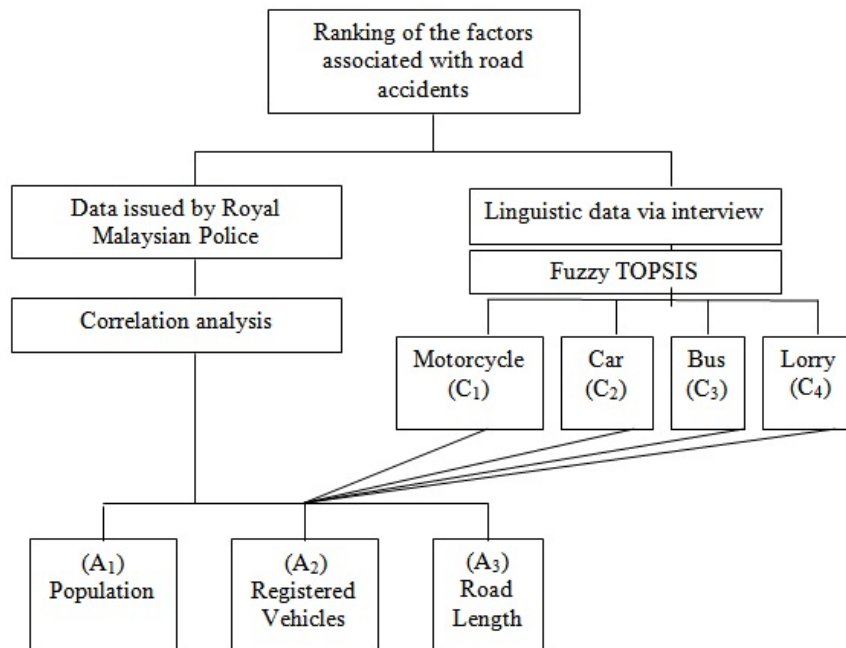 Ranking of the factors
associated with road
accidents
Data issued by Royal
Malaysian Police
Linguistic data via interview
Fuzzy TOPSIS
Correlation analysis
Motorcycle
(C₁)
Car
(C₂)
Bus
(C₃)
Lorry
(C₄)
(A₁)
Population
(A₂)
Registered
Vehicles
(A₃)
Road
Length